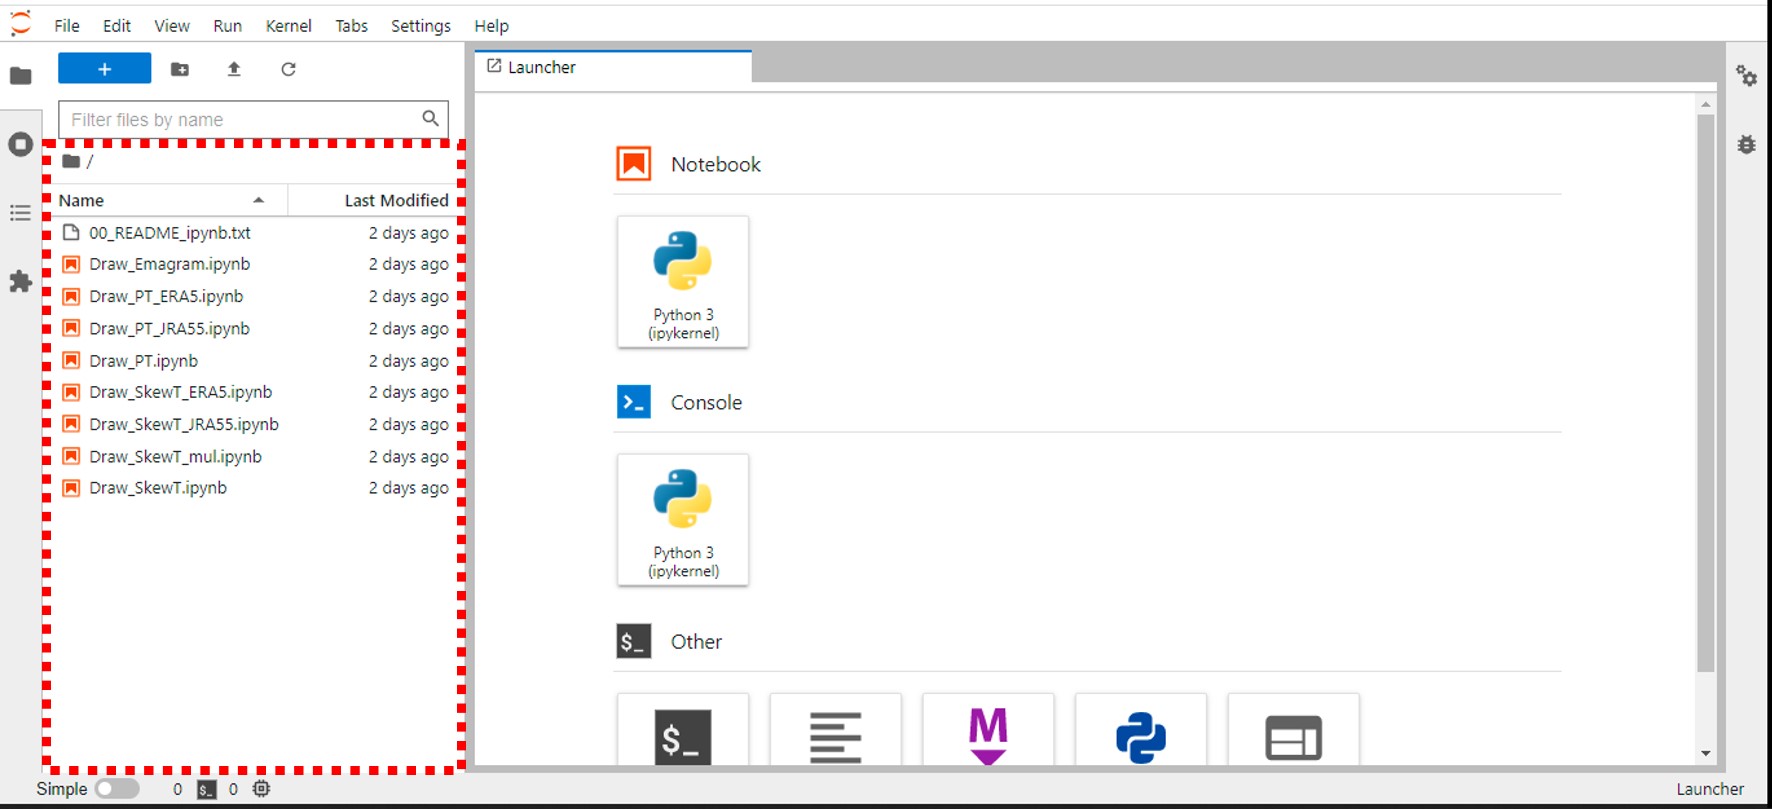 File Edit View Run Kernel Tabs Settings Help
+
Filter files by name
/
Name Last Modified
00_README_ipynb.txt 2 days ago
Draw_Emagram.ipynb 2 days ago
Draw_PT_ERA5.ipynb 2 days ago
Draw_PT_JRA55.ipynb 2 days ago
Draw_PT.ipynb 2 days ago
Draw_SkewT_ERA5.ipynb 2 days ago
Draw_SkewT_JRA55.ipynb 2 days ago
Draw_SkewT_mul.ipynb 2 days ago
Draw_SkewT.ipynb 2 days ago
Launcher
Notebook
Python 3
(ipykernel)
>_ Console
Python 3
(ipykernel)
$_ Other
$_ M
Simple 0 $_ 0 Launcher